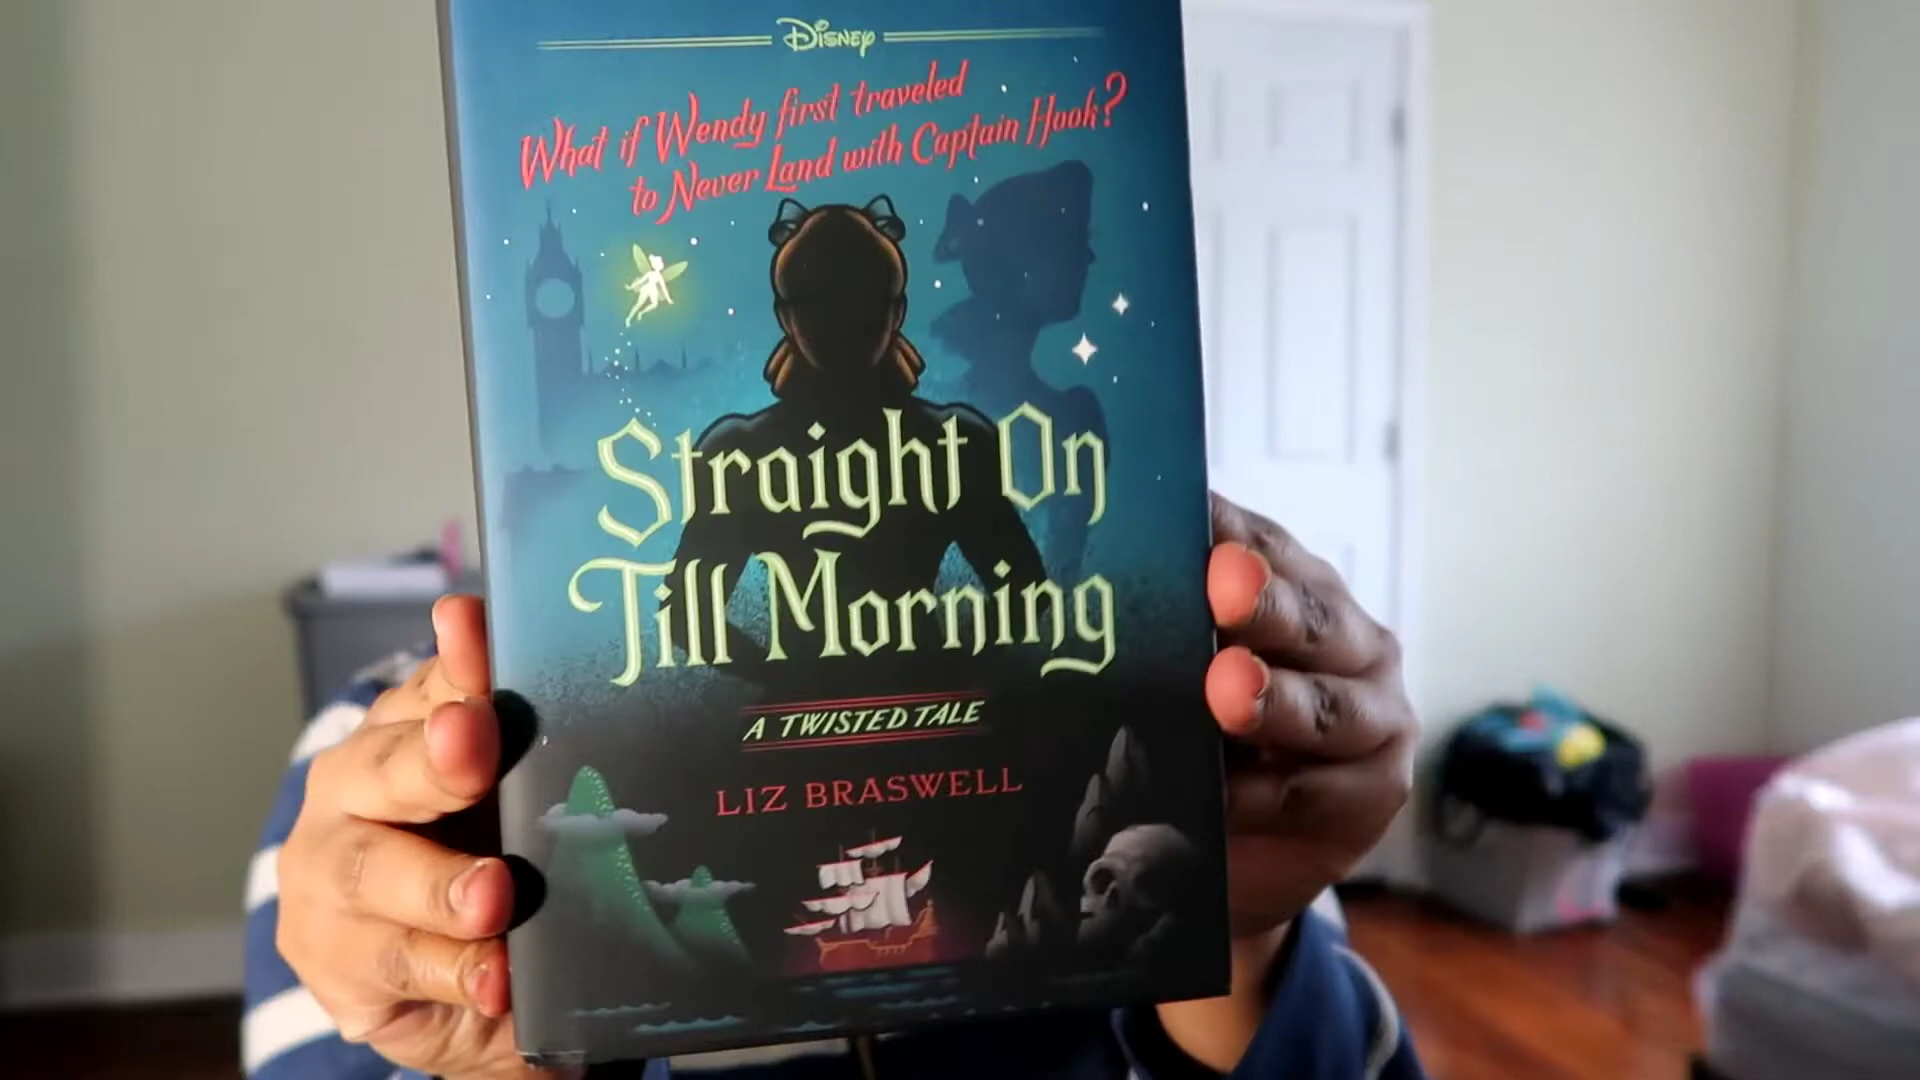 Disney
What if Wendy first traveled
to Never Land with Captain Hook?
Straight On
Till Morning
A TWISTED TALE
LIZ BRASWELL